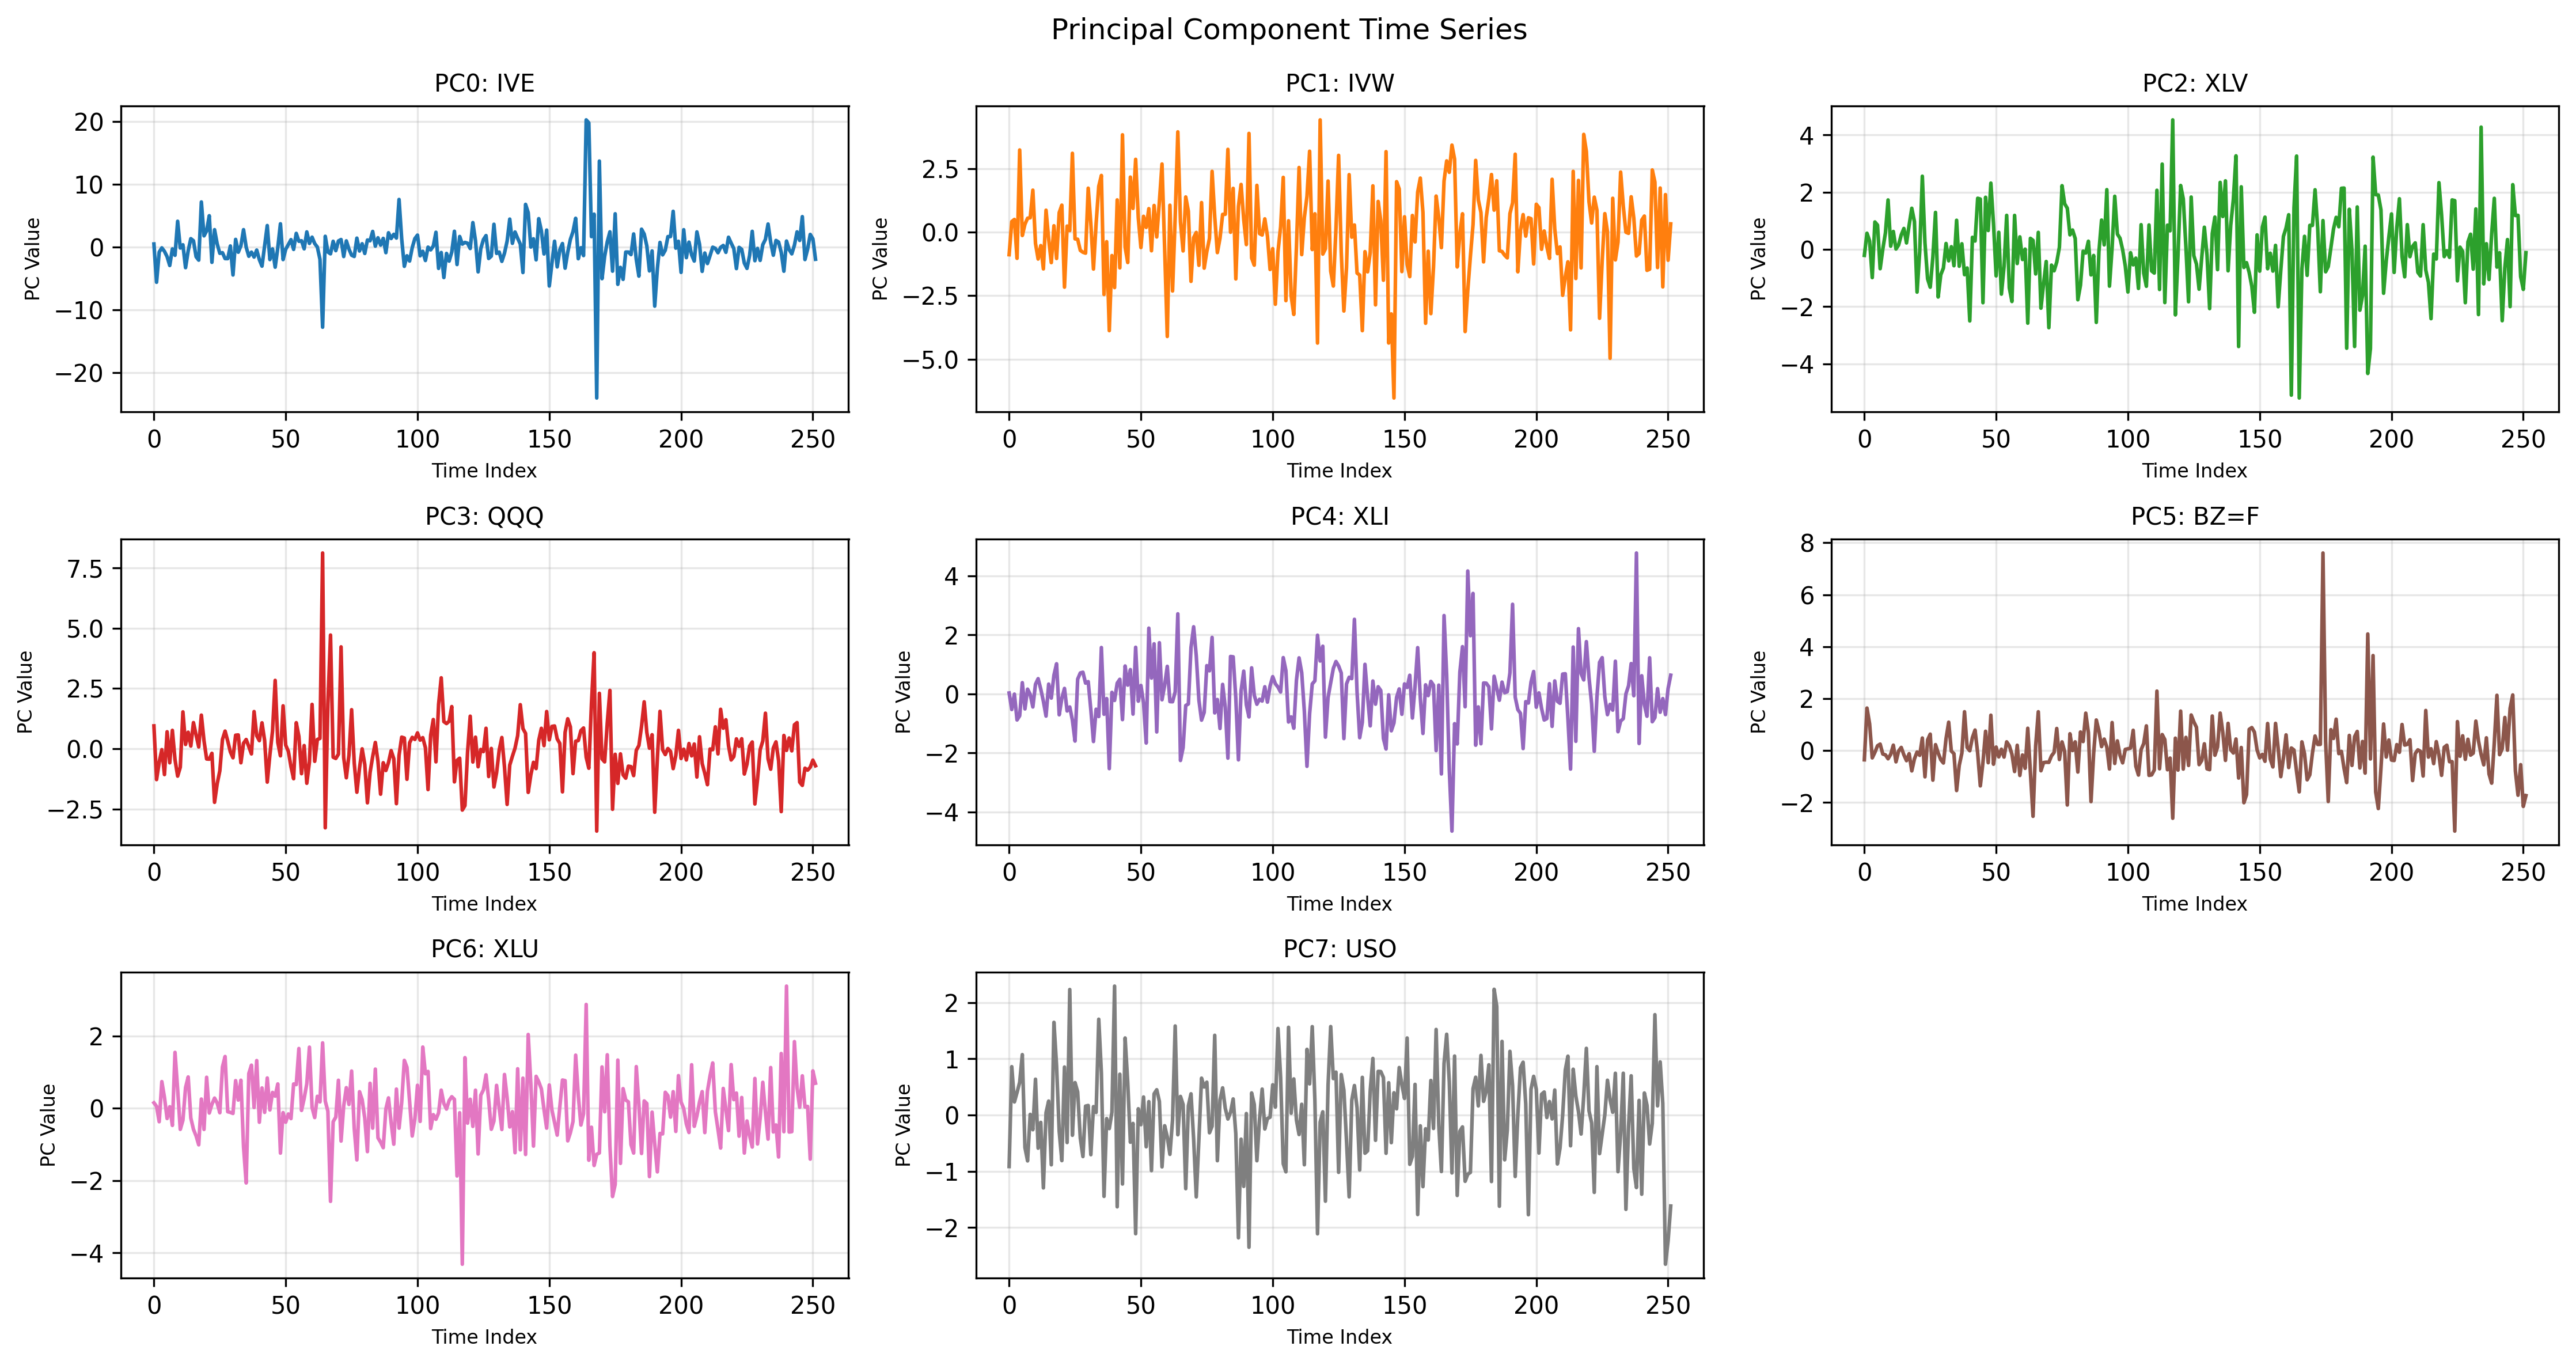 Principal Component Time Series
PC0: IVE
PC Value
20
10
0
−10
−20
0 50 100 150 200 250
Time Index
PC1: IVW
PC Value
2.5
0.0
−2.5
−5.0
0 50 100 150 200 250
Time Index
PC2: XLV
PC Value
4
2
0
−2
−4
0 50 100 150 200 250
Time Index
PC3: QQQ
PC Value
7.5
5.0
2.5
0.0
−2.5
0 50 100 150 200 250
Time Index
PC4: XLI
PC Value
4
2
0
−2
−4
0 50 100 150 200 250
Time Index
PC5: BZ=F
PC Value
8
6
4
2
0
−2
0 50 100 150 200 250
Time Index
PC6: XLU
PC Value
2
0
−2
−4
0 50 100 150 200 250
Time Index
PC7: USO
PC Value
2
1
0
−1
−2
0 50 100 150 200 250
Time Index